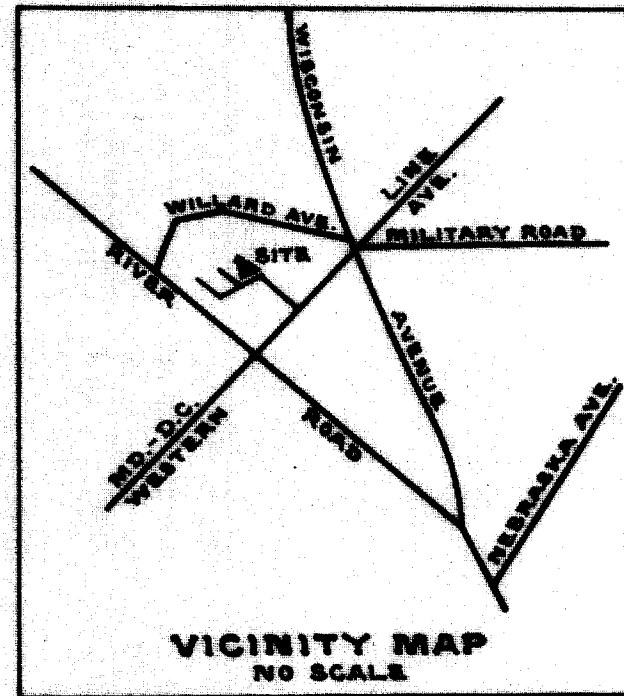 WISCONSIN
LINE
AVE.
WILLARD AVE.
MILITARY ROAD
SITE
RIVER
AVENUE
MD.-D.C.
WESTERN
ROAD
NEBRASKA AVE.
VICINITY MAP
NO SCALE